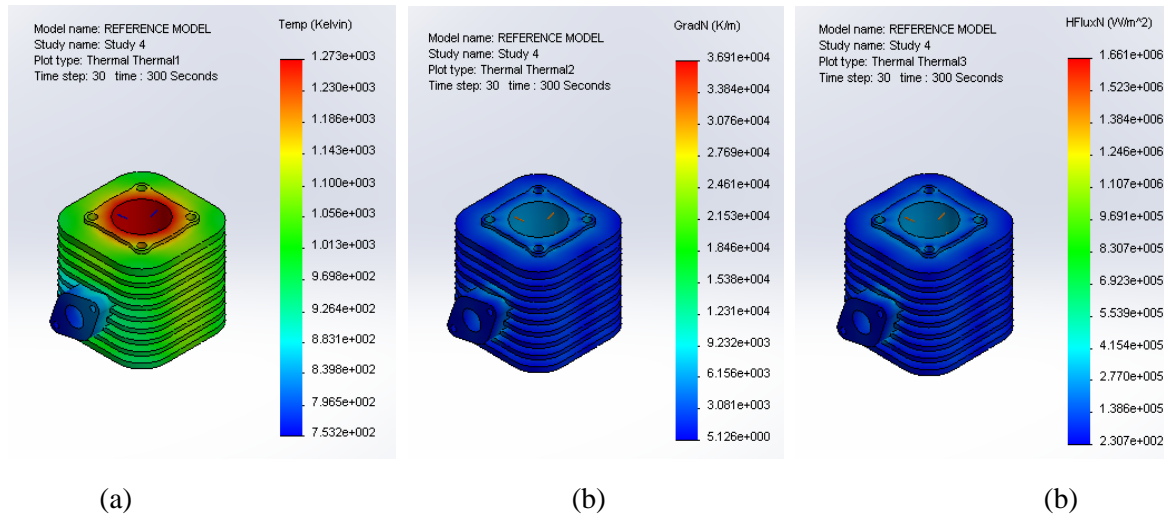 Model name: REFERENCE MODEL
Study name: Study 4
Plot type: Thermal Thermal1
Time step: 30 time : 300 Seconds
Temp (Kelvin)
1.273e+003
1.230e+003
1.186e+003
1.143e+003
1.100e+003
1.056e+003
1.013e+003
9.698e+002
9.264e+002
8.831e+002
8.398e+002
7.965e+002
7.532e+002
Model name: REFERENCE MODEL
Study name: Study 4
Plot type: Thermal Thermal2
Time step: 30 time : 300 Seconds
GradN (K/m)
3.691e+004
3.384e+004
3.076e+004
2.769e+004
2.461e+004
2.153e+004
1.846e+004
1.538e+004
1.231e+004
9.232e+003
6.156e+003
3.081e+003
5.126e+000
Model name: REFERENCE MODEL
Study name: Study 4
Plot type: Thermal Thermal3
Time step: 30 time : 300 Seconds
HFluxN (W/m^2)
1.661e+006
1.523e+006
1.384e+006
1.246e+006
1.107e+006
9.691e+005
8.307e+005
6.923e+005
5.539e+005
4.154e+005
2.770e+005
1.386e+005
2.307e+002
(a)
(b)
(b)